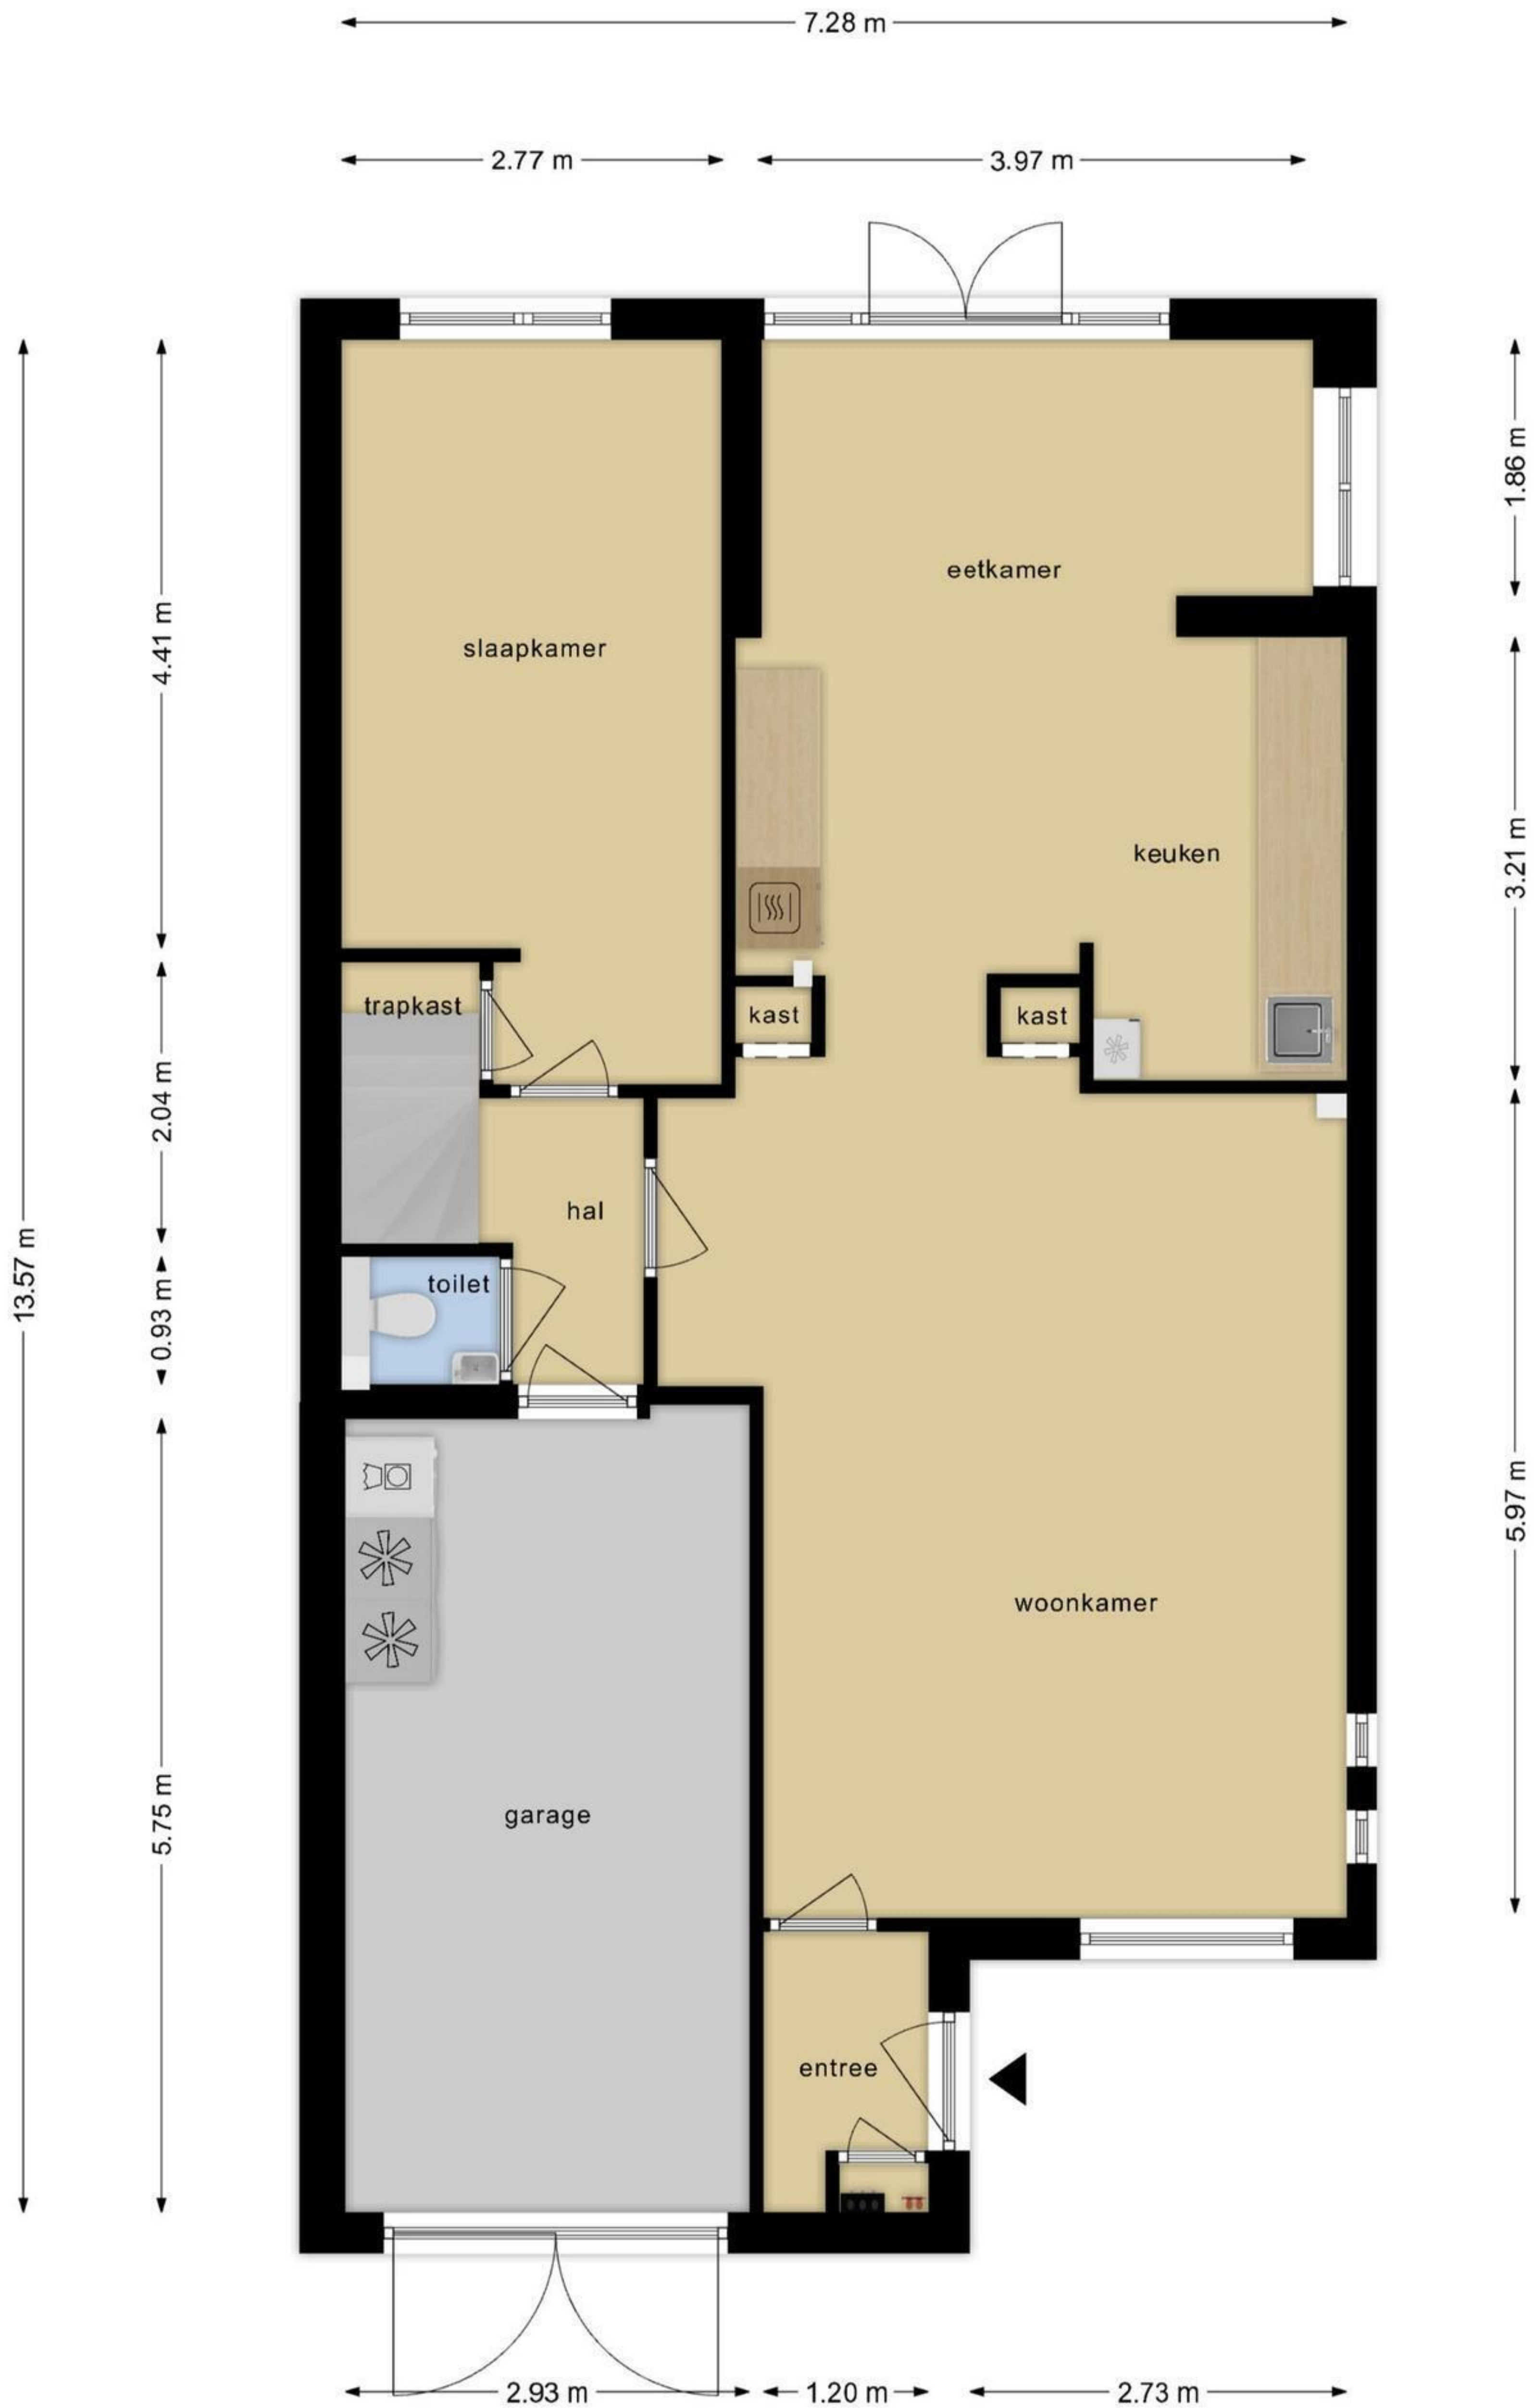 7.28 m
2.77 m
3.97 m
1.86 m
eetkamer
slaapkamer
4.41 m
keuken
3.21 m
trapkast
kast
kast
2.04 m
hal
13.57 m
toilet
0.93 m
5.97 m
woonkamer
garage
5.75 m
entree
2.93 m
1.20 m
2.73 m